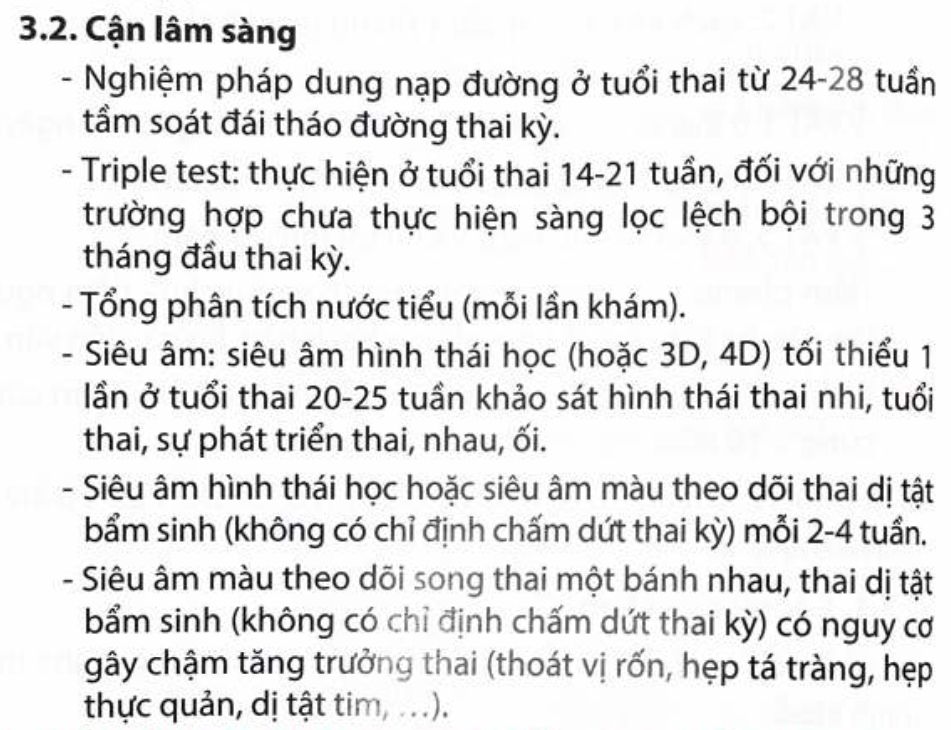 3.2. Cận lâm sàng
- Nghiệm pháp dung nạp đường ở tuổi thai từ 24-28 tuần
tầm soát đái tháo đường thai kỳ.
- Triple test: thực hiện ở tuổi thai 14-21 tuần, đối với những
trường hợp chưa thực hiện sàng lọc lệch bội trong 3
tháng đầu thai kỳ.
- Tổng phân tích nước tiểu (mỗi lần khám).
- Siêu âm: siêu âm hình thái học (hoặc 3D, 4D) tối thiểu 1
lần ở tuổi thai 20-25 tuần khảo sát hình thái thai nhi, tuổi
thai, sự phát triển thai, nhau, ối.
- Siêu âm hình thái học hoặc siêu âm màu theo dõi thai dị tật
bẩm sinh (không có chỉ định chấm dứt thai kỳ) mỗi 2-4 tuần.
- Siêu âm màu theo dõi song thai một bánh nhau, thai dị tật
bẩm sinh (không có chỉ định chấm dứt thai kỳ) có nguy cơ
gây chậm tăng trưởng thai (thoát vị rốn, hẹp tá tràng, hẹp
thực quản, dị tật tim, ...).